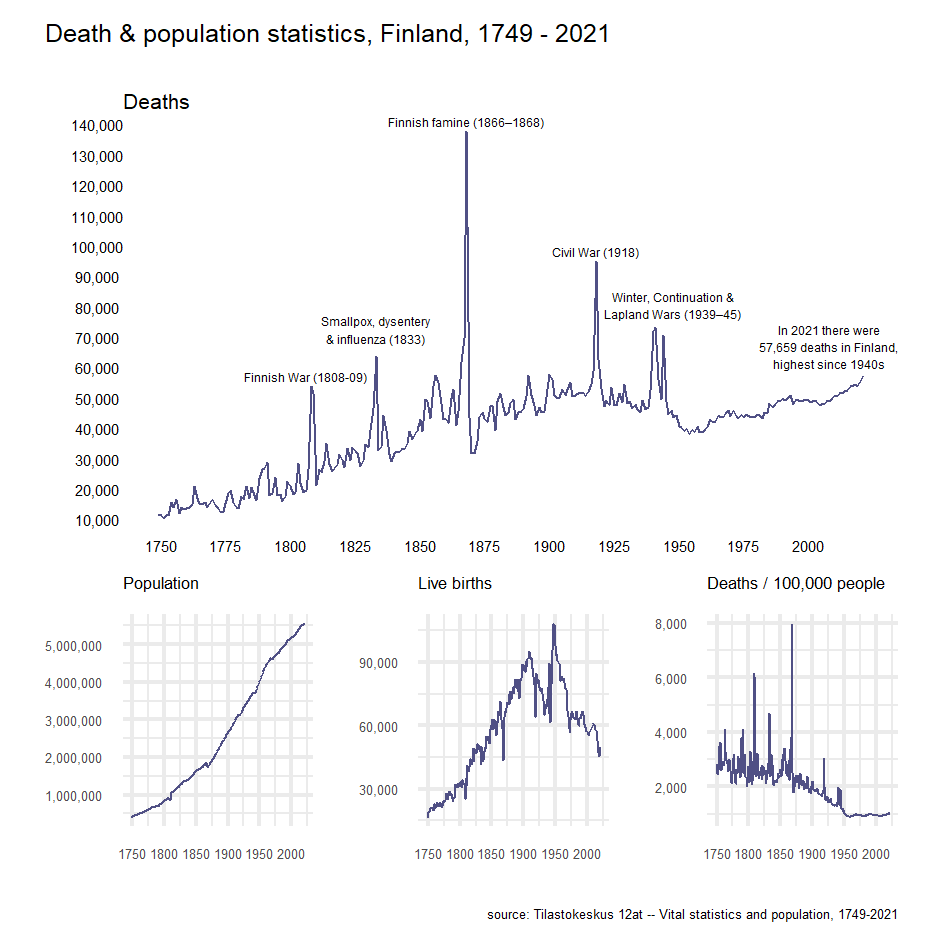 Death & population statistics, Finland, 1749 - 2021
Deaths
Finnish famine (1866–1868)
140,000
130,000
120,000
110,000
100,000
90,000
80,000
70,000
60,000
50,000
40,000
30,000
20,000
10,000
Civil War (1918)
Winter, Continuation &
Lapland Wars (1939–45)
Smallpox, dysentery
& influenza (1833)
In 2021 there were
57,659 deaths in Finland,
highest since 1940s
Finnish War (1808-09)
1750 1775 1800 1825 1850 1875 1900 1925 1950 1975 2000
Population
5,000,000
4,000,000
3,000,000
2,000,000
1,000,000
1750 1800 1850 1900 1950 2000
Live births
90,000
60,000
30,000
1750 1800 1850 1900 1950 2000
Deaths / 100,000 people
8,000
6,000
4,000
2,000
1750 1800 1850 1900 1950 2000
source: Tilastokeskus 12at -- Vital statistics and population, 1749-2021